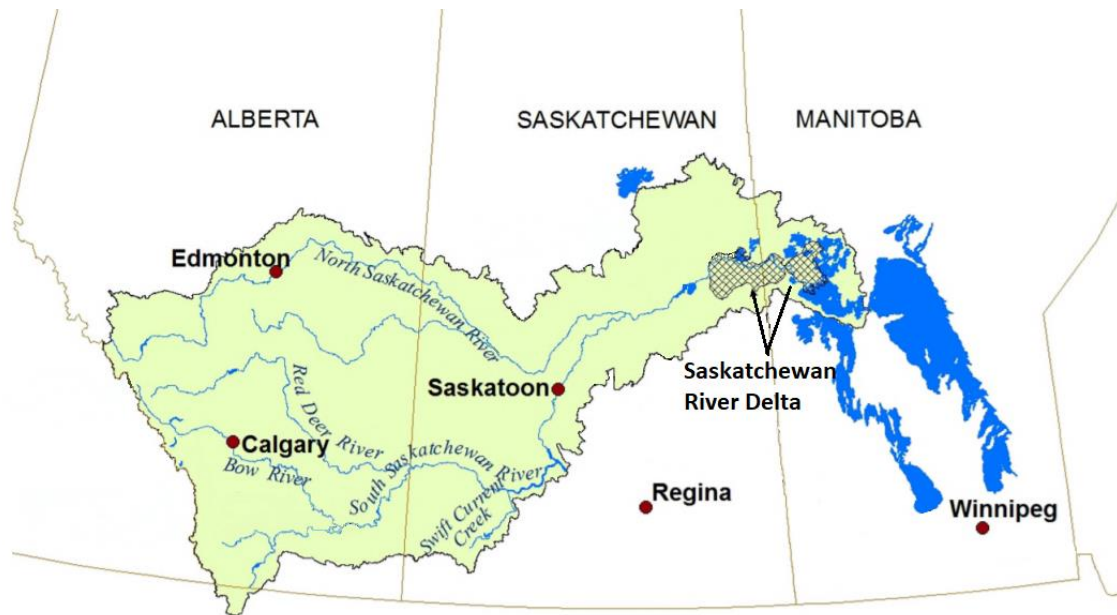 ALBERTA
SASKATCHEWAN
MANITOBA
Edmonton
North Saskatchewan River
Saskatchewan
River Delta
Saskatoon
Red Deer River
Calgary
Bow River
South Saskatchewan River
Swift Current
Creek
Regina
Winnipeg